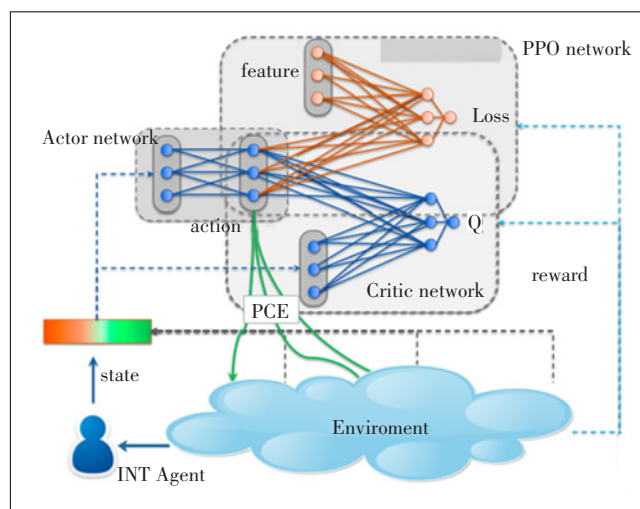 PPO network
feature
Loss
Actor network
action
Q
reward
Critic network
PCE
state
Enviroment
INT Agent